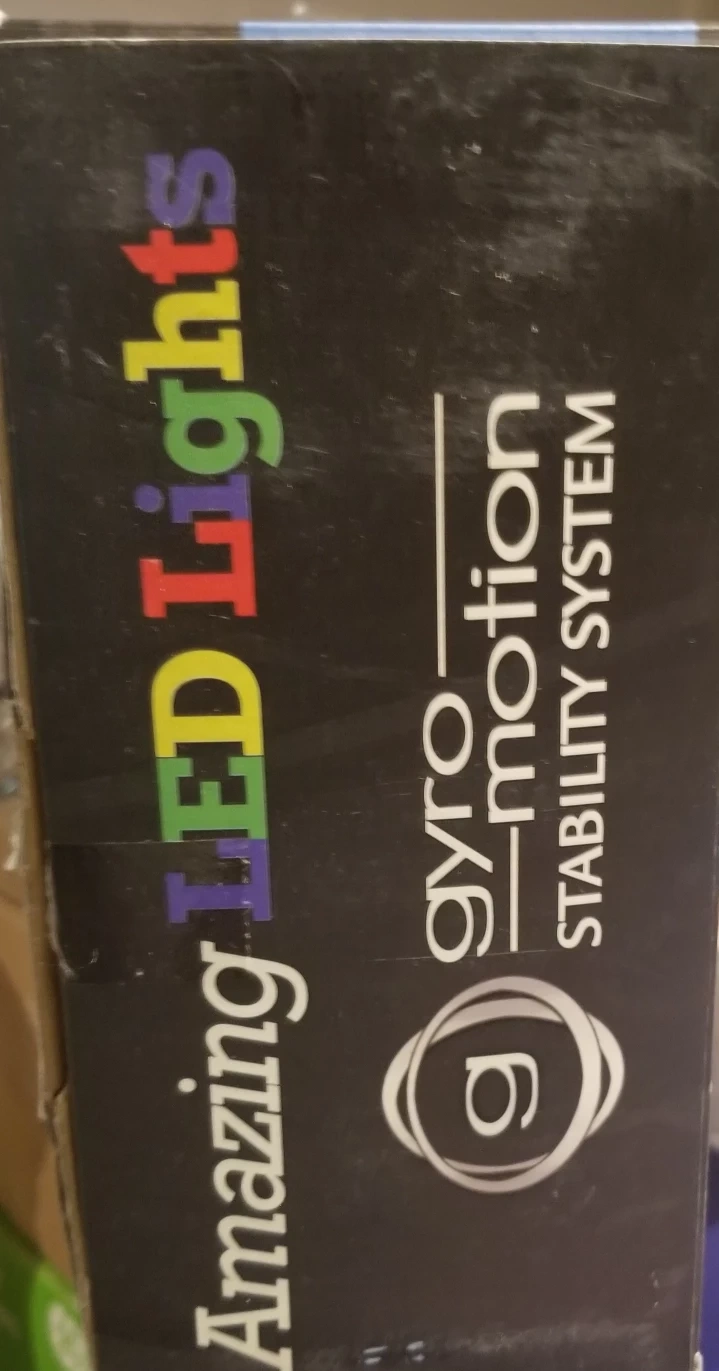 Amazing LED Lights
g
gyro
motion
STABILITY SYSTEM